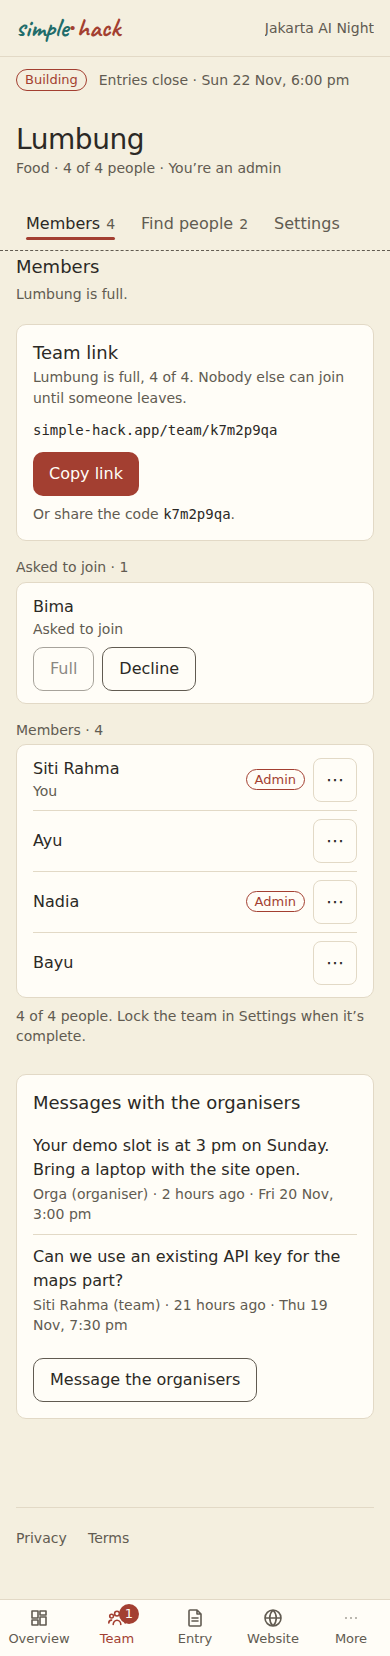 simple·hack
Jakarta AI Night
Building
Entries close · Sun 22 Nov, 6:00 pm
Lumbung
Food · 4 of 4 people · You’re an admin
Members 4
Find people 2
Settings
Members
Lumbung is full.
Team link
Lumbung is full, 4 of 4. Nobody else can join
until someone leaves.
simple-hack.app/team/k7m2p9qa
Copy link
Or share the code k7m2p9qa.
Asked to join · 1
Bima
Asked to join
Full
Decline
Members · 4
Siti Rahma
You
Admin
···
Ayu
···
Nadia
Admin
···
Bayu
···
4 of 4 people. Lock the team in Settings when it’s
complete.
Messages with the organisers
Your demo slot is at 3 pm on Sunday.
Bring a laptop with the site open.
Orga (organiser) · 2 hours ago · Fri 20 Nov,
3:00 pm
Can we use an existing API key for the
maps part?
Siti Rahma (team) · 21 hours ago · Thu 19
Nov, 7:30 pm
Message the organisers
Privacy
Terms
1
Overview
Team
Entry
Website
More